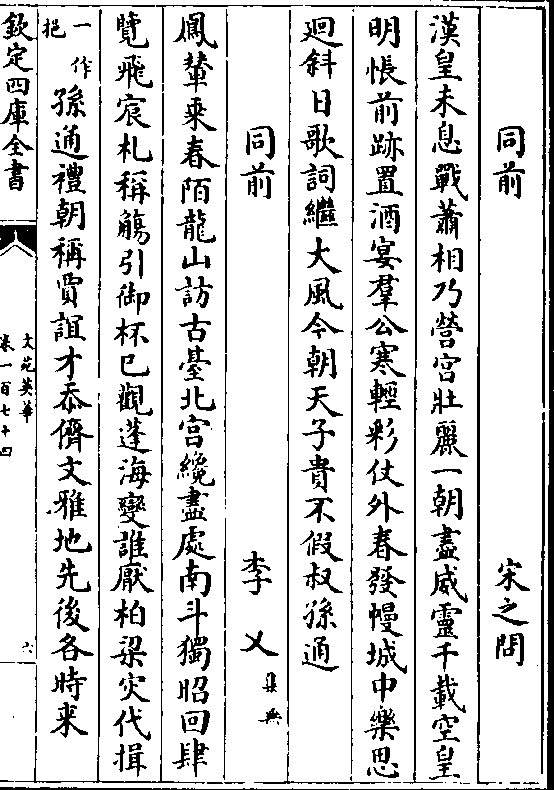 同前 宋之問
漢皇未息戰蕭相乃營宫壯麗一朝盡威靈千載空皇
明悵前跡置酒宴羣公寒輕彩仗外春發幔城中樂思
迴斜日歌詞繼大風今朝天子貴不假叔孫通
同前 李乂 集無
鳳輦乘春陌龍山訪古臺北宫纔盡處南斗獨昭回肆
覽飛宸札稱觴引御杯已觀蓬海變誰厭柏梁灾代揖
一作挹孫通禮朝稱賈誼才忝儕文雅地先後各時来
欽定四庫全書
文苑英華
卷一百七十四
六